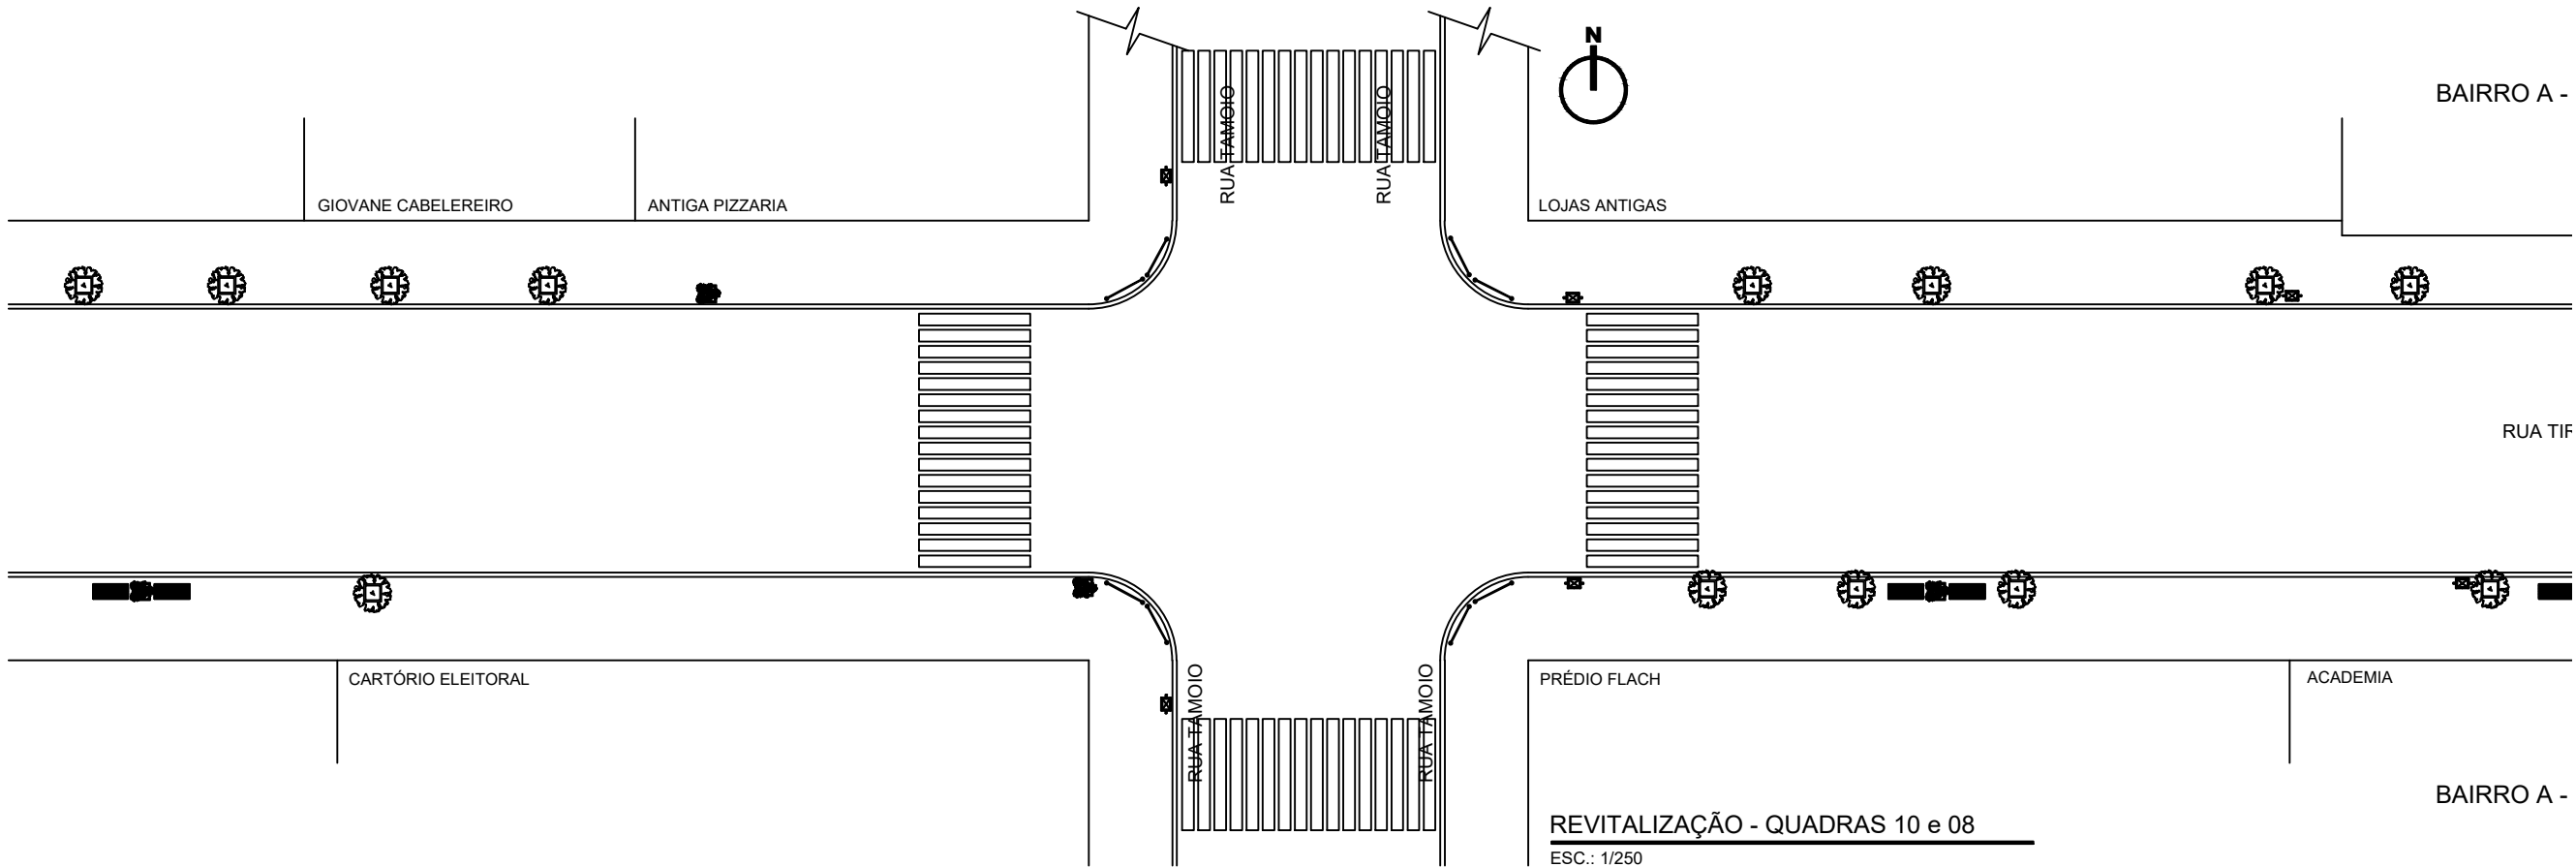 N
BAIRRO A -
RUA TAMOIO
RUA TAMOIO
GIOVANE CABELEREIRO
ANTIGA PIZZARIA
LOJAS ANTIGAS
RUA TIR
CARTÓRIO ELEITORAL
RUA TAMOIO
RUA TAMOIO
PRÉDIO FLACH
ACADEMIA
BAIRRO A -
REVITALIZAÇÃO - QUADRAS 10 e 08
ESC.: 1/250